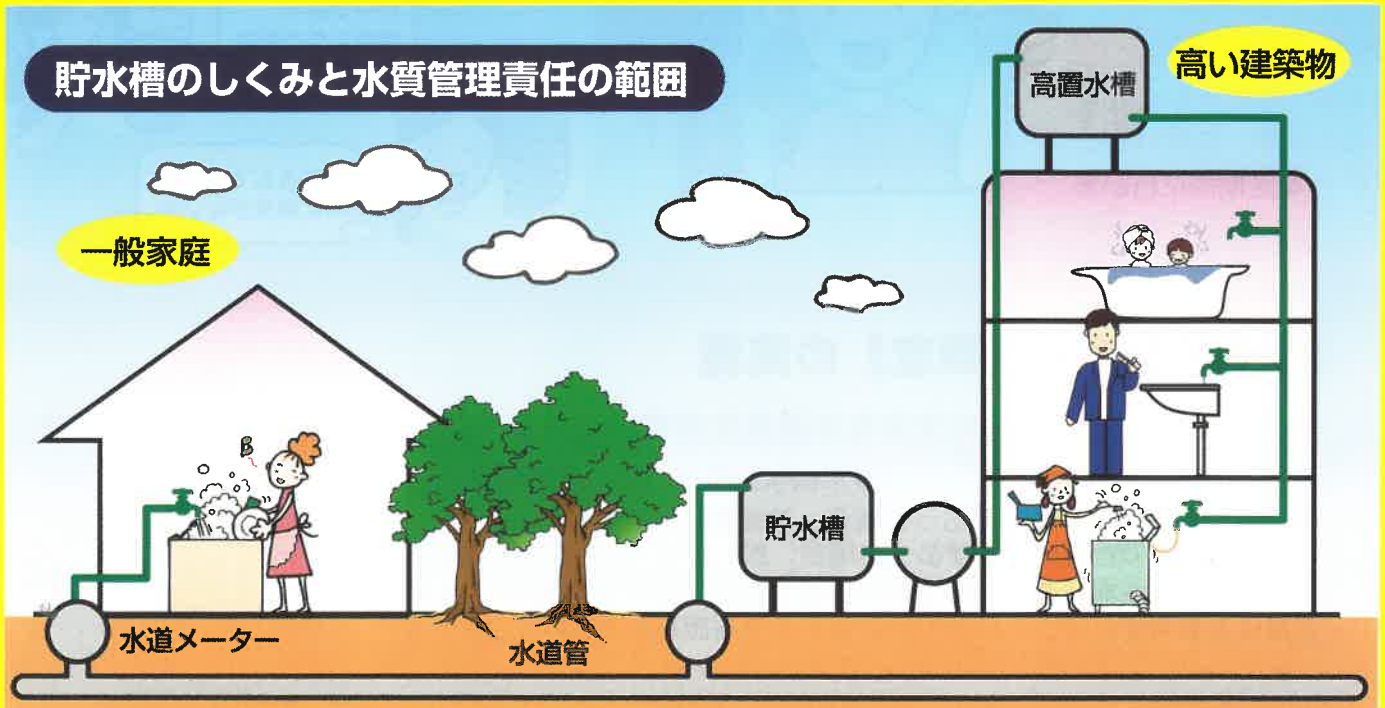 貯水槽のしくみと水質管理責任の範囲
高い建築物
高置水槽
一般家庭
貯水槽
水道メーター
水道管